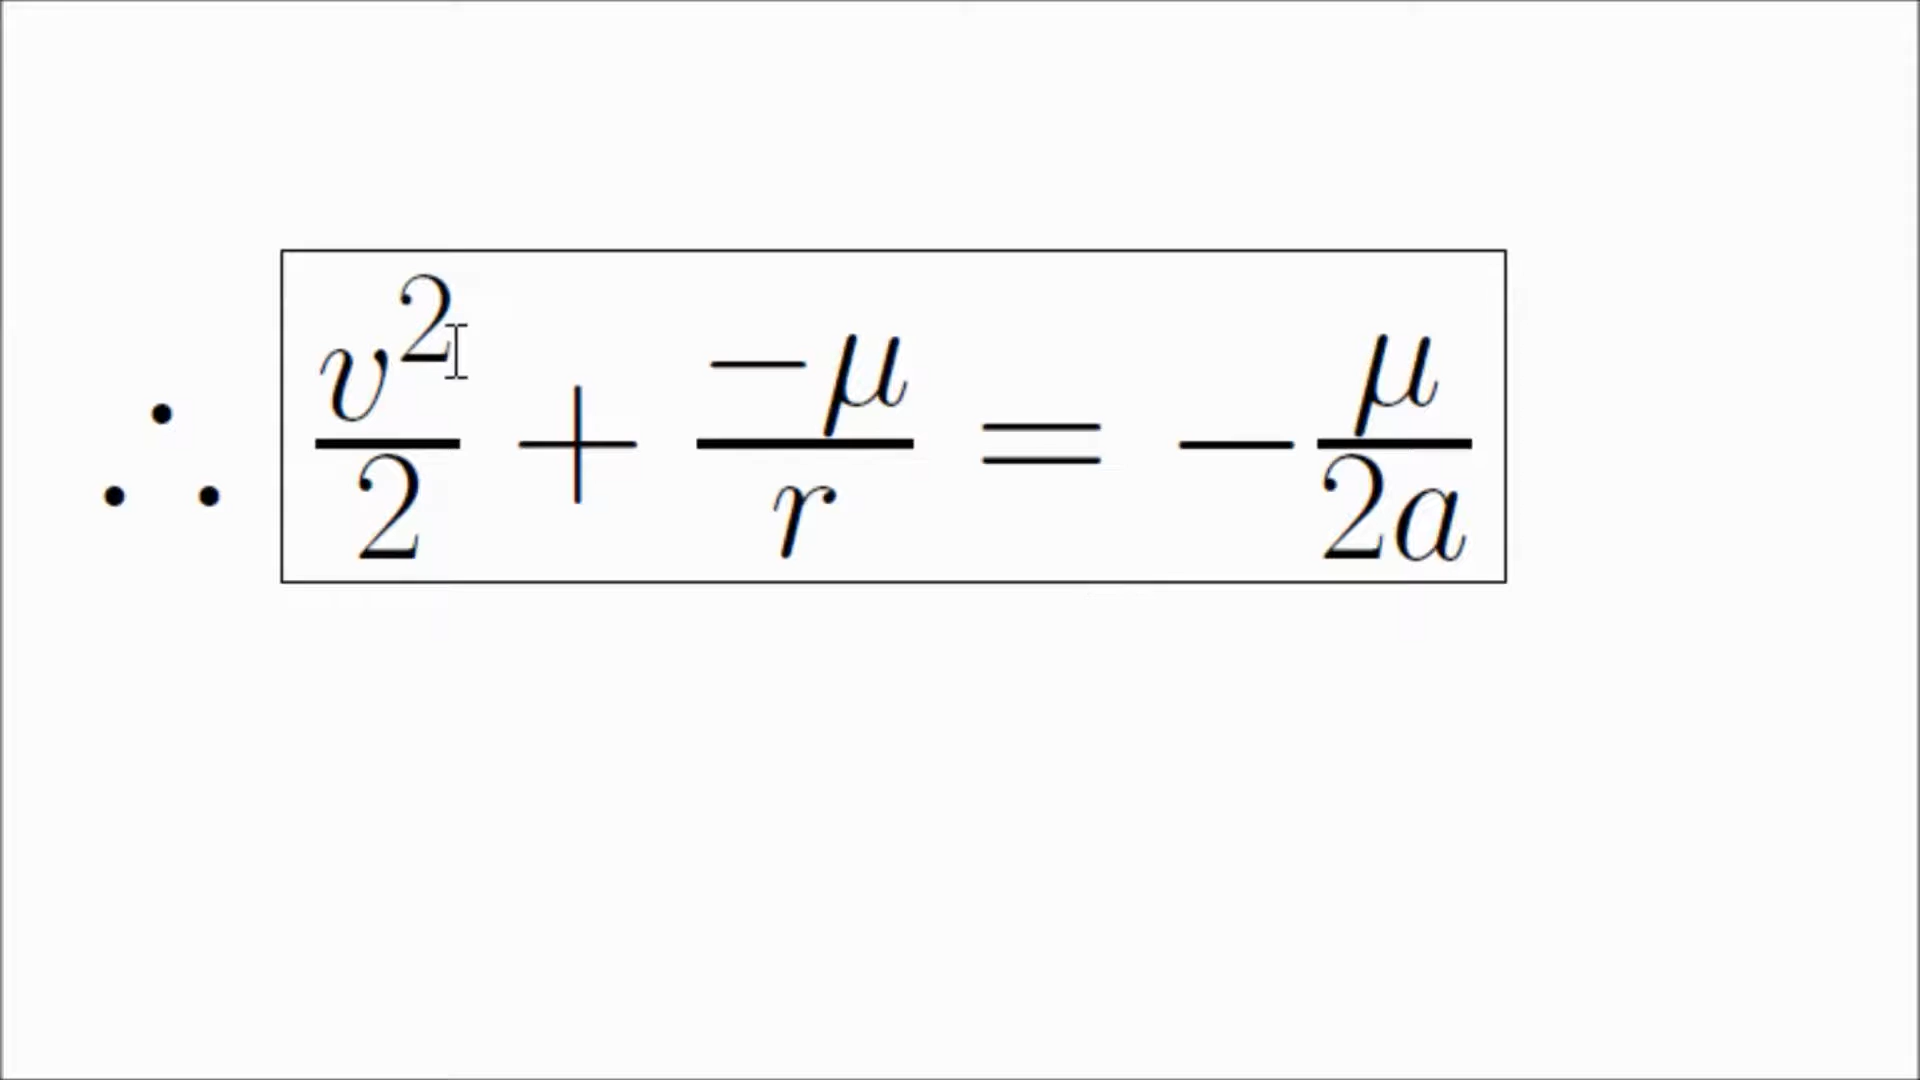 ∴ v²/2 + −μ/r = −μ/2a